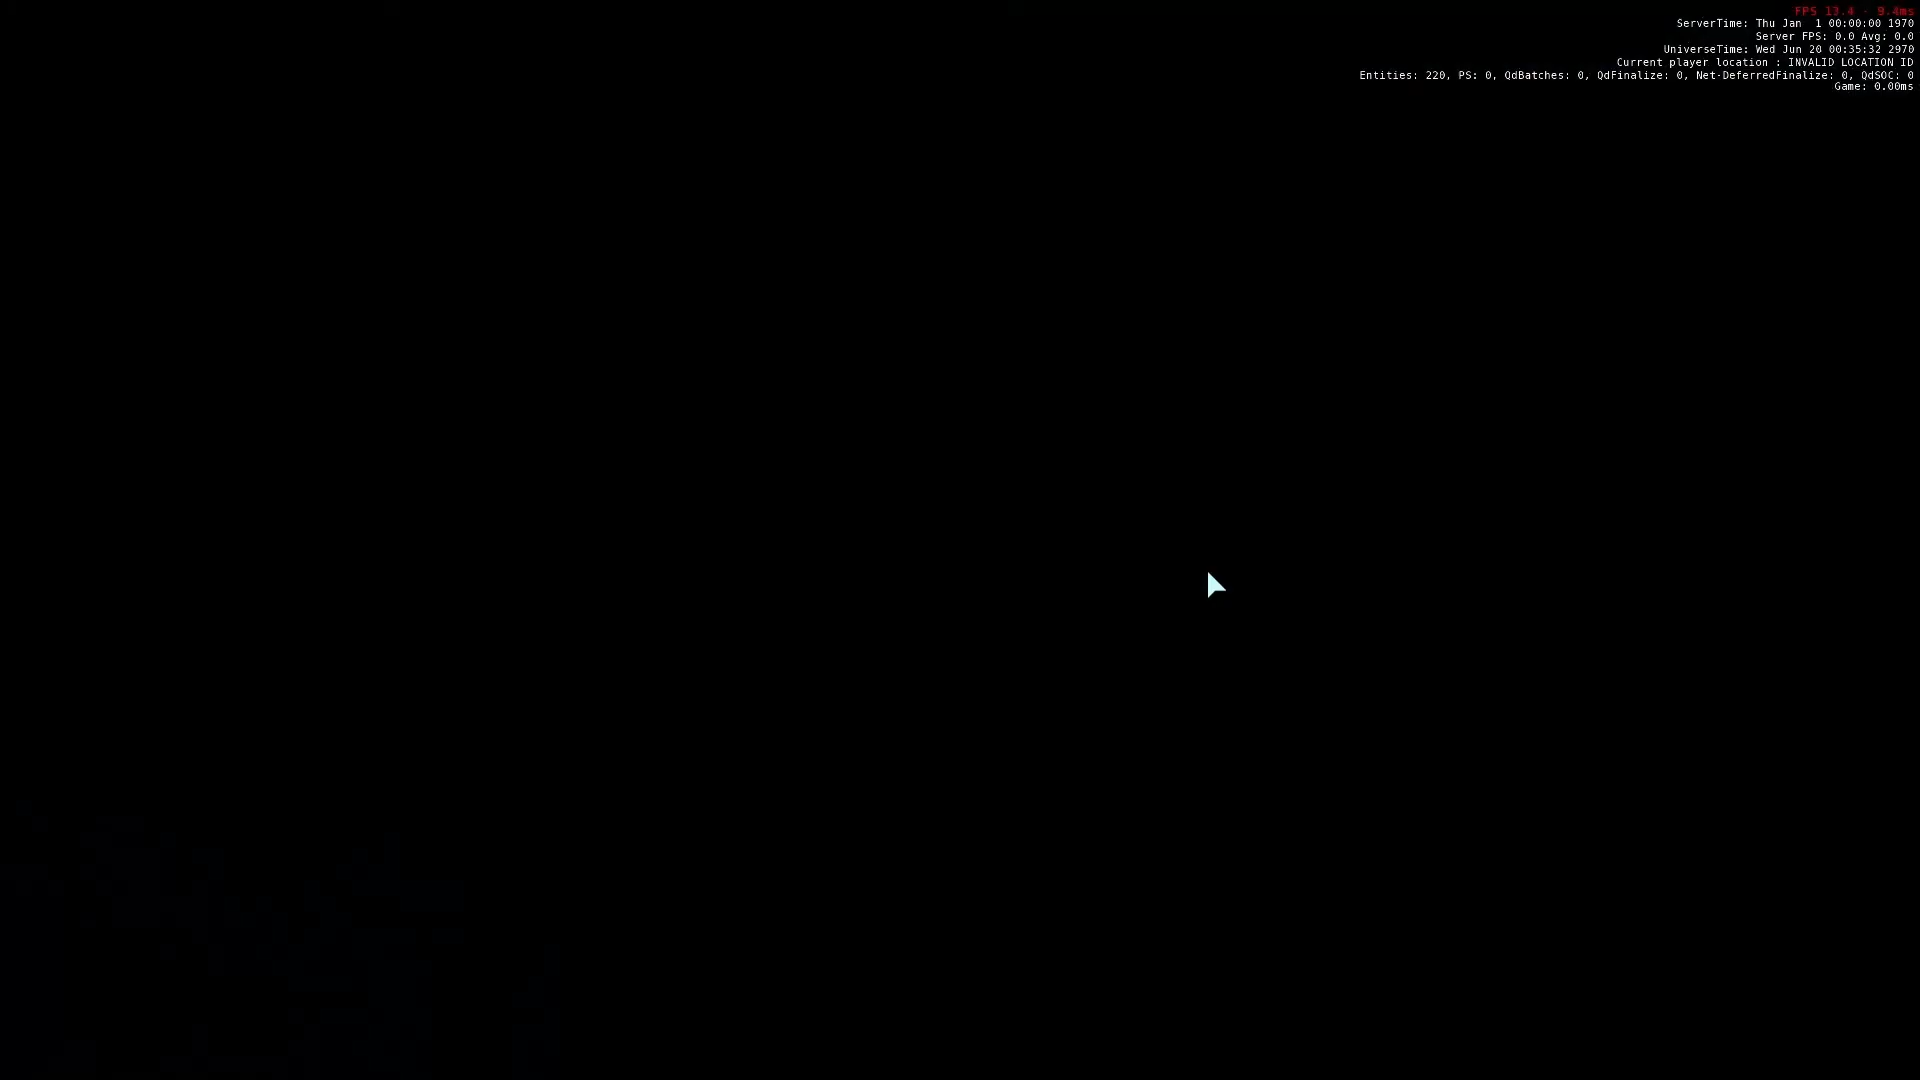 FPS 13.4 - 9.4ms
ServerTime: Thu Jan  1 00:00:00 1970
Server FPS: 0.0 Avg: 0.0
UniverseTime: Wed Jun 20 00:35:32 2970
Current player location : INVALID LOCATION ID
Entities: 220, PS: 0, QdBatches: 0, QdFinalize: 0, Net-DeferredFinalize: 0, QdSOC: 0
Game: 0.00ms